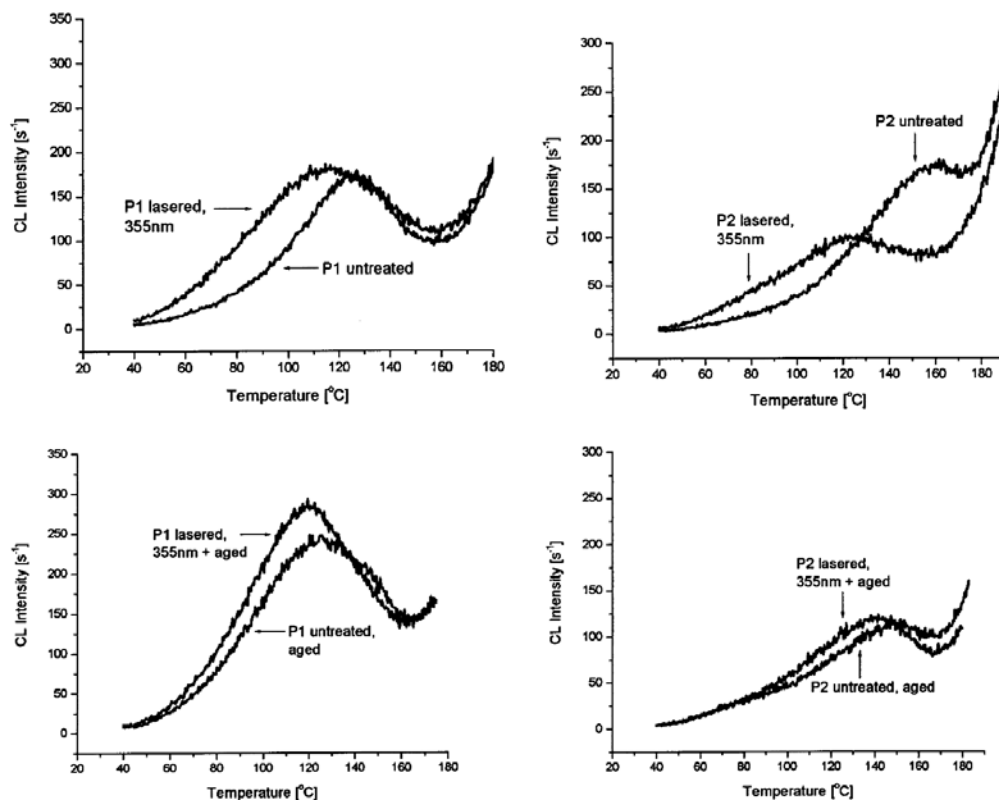 350
300
250
200
150
100
50
0
CL Intensity [s⁻¹]
P1 lasered,
355nm
P1 untreated
20 40 60 80 100 120 140 160 180
Temperature [°C]
300
250
200
150
100
50
0
CL Intensity [s⁻¹]
P2 untreated
P2 lasered,
355nm
20 40 60 80 100 120 140 160 180
Temperature [°C]
350
300
250
200
150
100
50
0
CL Intensity [s⁻¹]
P1 lasered,
355nm + aged
P1 untreated,
aged
20 40 60 80 100 120 140 160 180
Temperature [°C]
300
250
200
150
100
50
0
CL Intensity [s⁻¹]
P2 lasered,
355nm + aged
P2 untreated, aged
20 40 60 80 100 120 140 160 180
Temperature [°C]